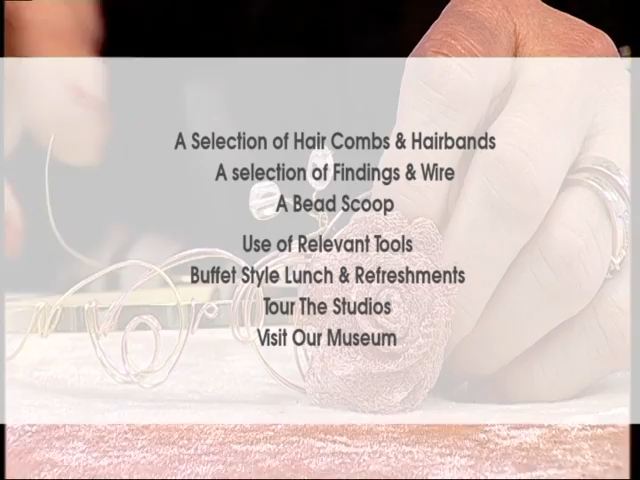 A Selection of Hair Combs & Hairbands
A selection of Findings & Wire
A Bead Scoop
Use of Relevant Tools
Buffet Style Lunch & Refreshments
Tour The Studios
Visit Our Museum